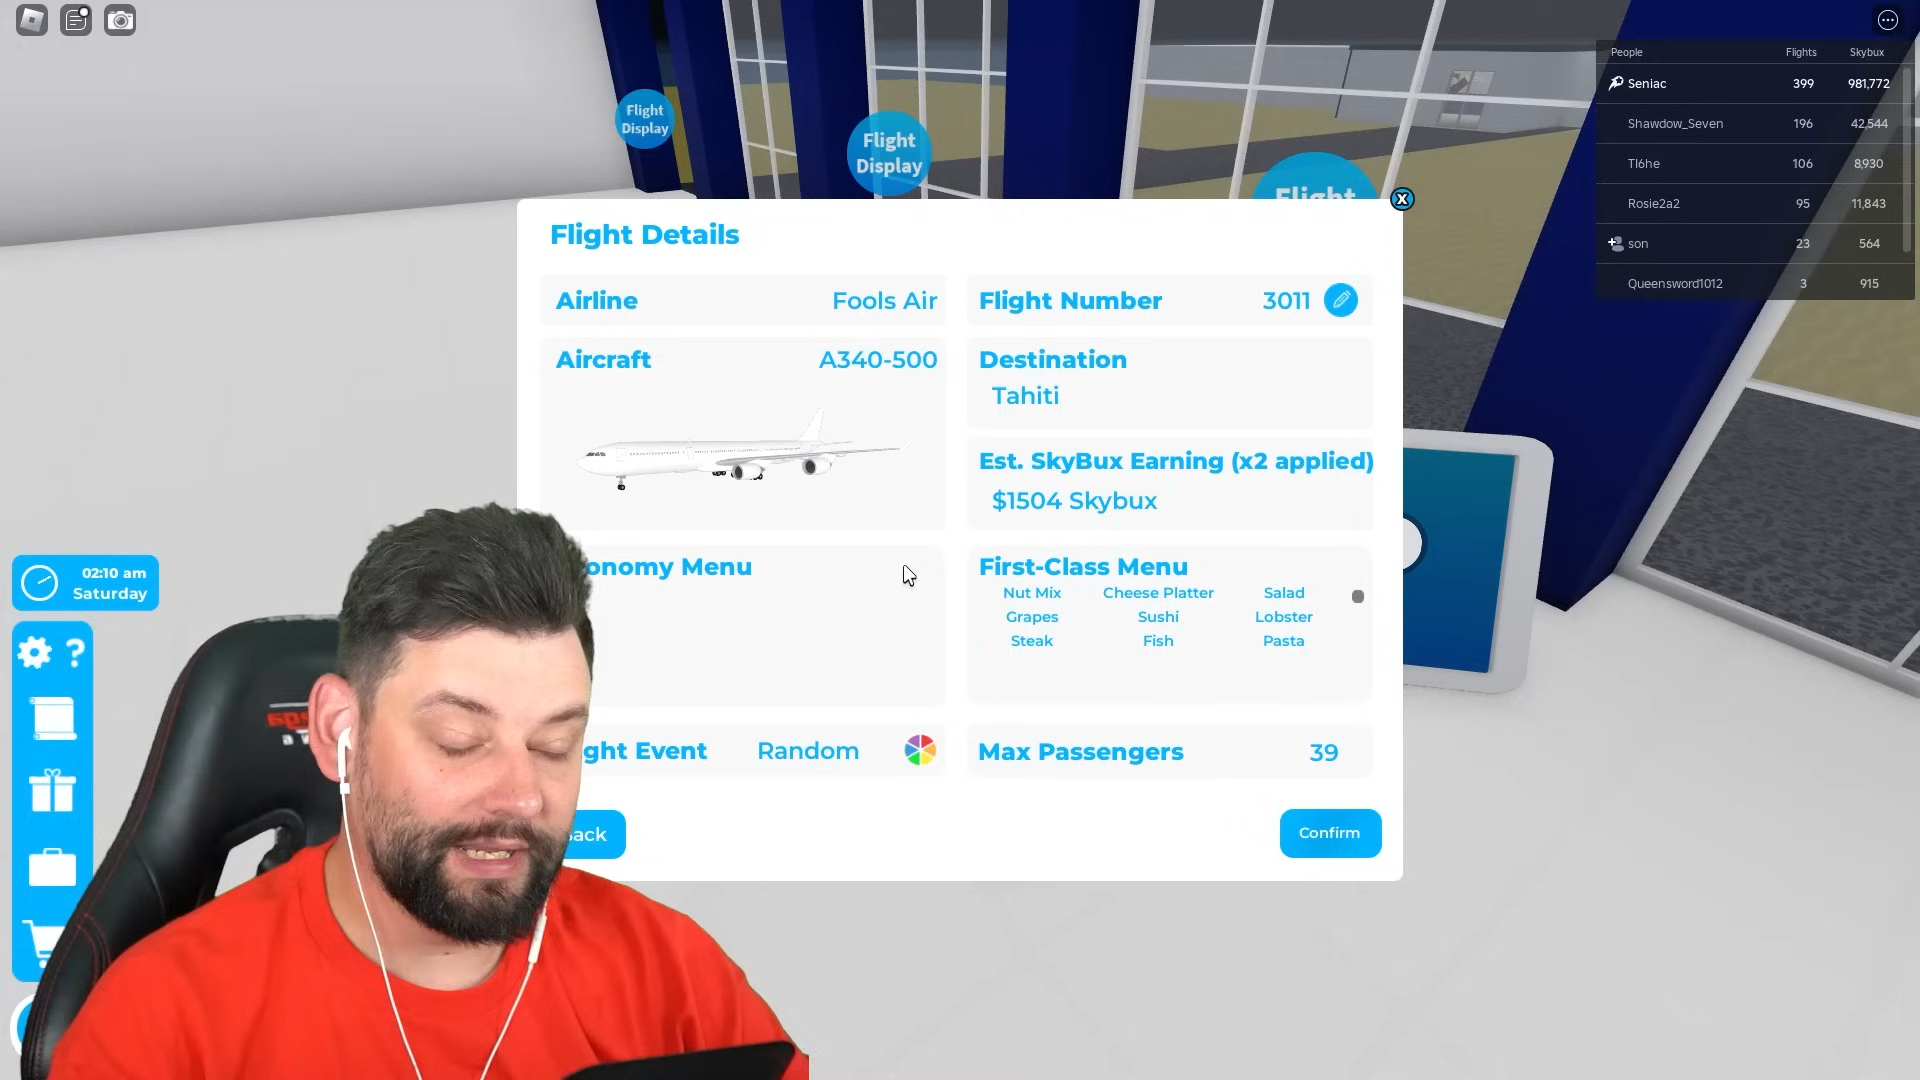 Flight
Display
Flight
Display
Flight
People Flights Skybux
Seniac 399 981,772
Shawdow_Seven 196 42,544
Tl6he 106 8,930
Rosie2a2 95 11,843
son 23 564
Queensword1012 3 915
X
Flight Details
Airline Fools Air
Flight Number 3011
Aircraft A340-500
Destination
Tahiti
Est. SkyBux Earning (x2 applied)
$1504 Skybux
onomy Menu
First-Class Menu
Nut Mix Cheese Platter Salad
Grapes Sushi Lobster
Steak Fish Pasta
ght Event Random
Max Passengers 39
ack
Confirm
02:10 am
Saturday
?